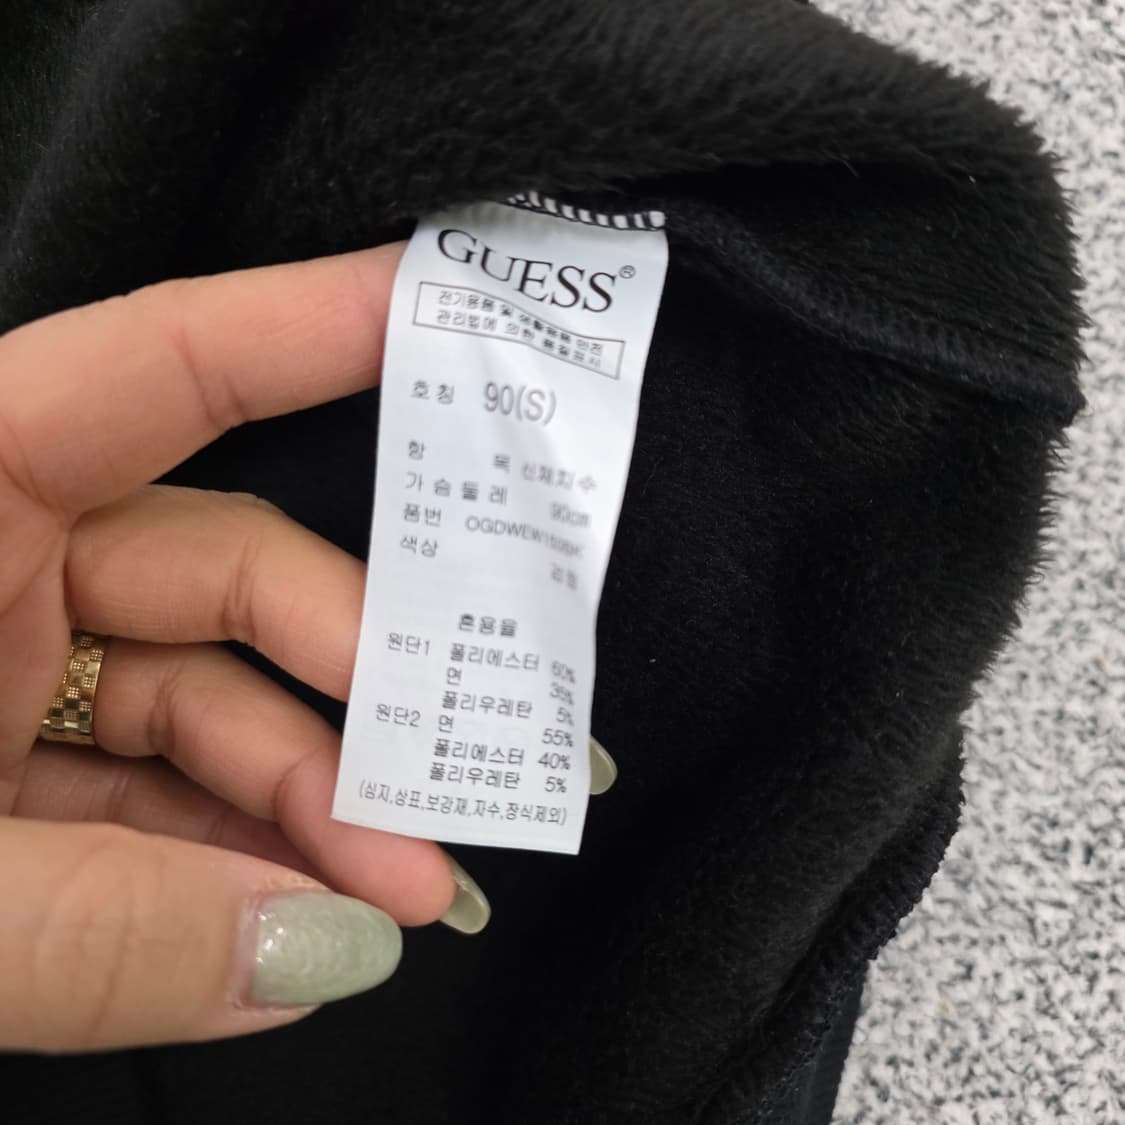 GUESS®
전기용품 및 생활용품 안전
관리법에 의한 품질표시
호칭 90(S)
항 목 신체치수
가슴둘레 90cm
품번
색상 검정
혼용율
원단1 폴리에스터 60%
면 35%
폴리우레탄 5%
원단2 면 55%
폴리에스터 40%
폴리우레탄 5%
(심지,상표,보강재,자수,장식제외)